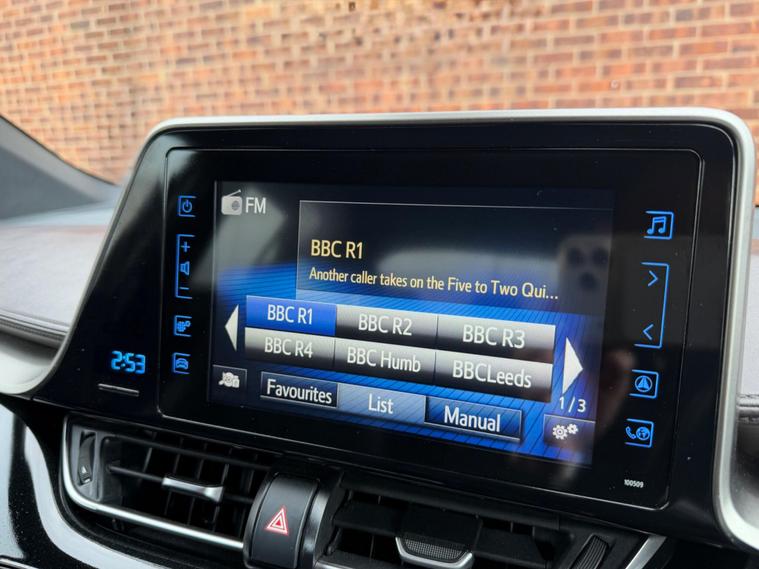 FM
BBC R1
Another caller takes on the Five to Two Qui...
BBC R1 BBC R2 BBC R3
BBC R4 BBC Humb BBCLeeds
1/3
Favourites List Manual
2:53
100509